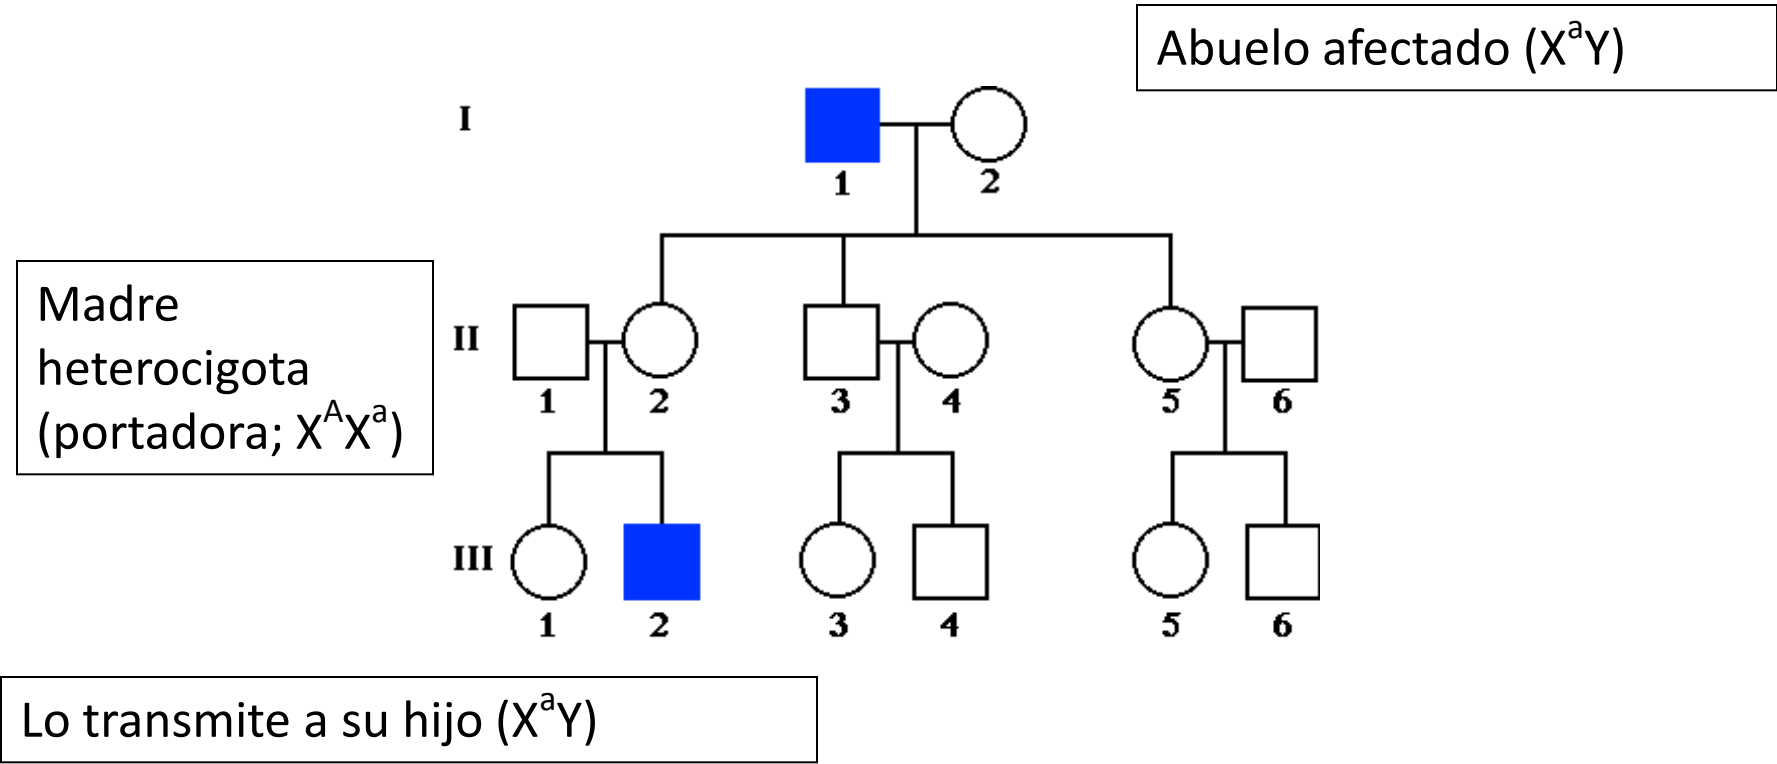 Abuelo afectado (XᵃY)
I
1 2
Madre
heterocigota
(portadora; XᴬXᵃ)
II
1 2 3 4 5 6
III
1 2 3 4 5 6
Lo transmite a su hijo (XᵃY)